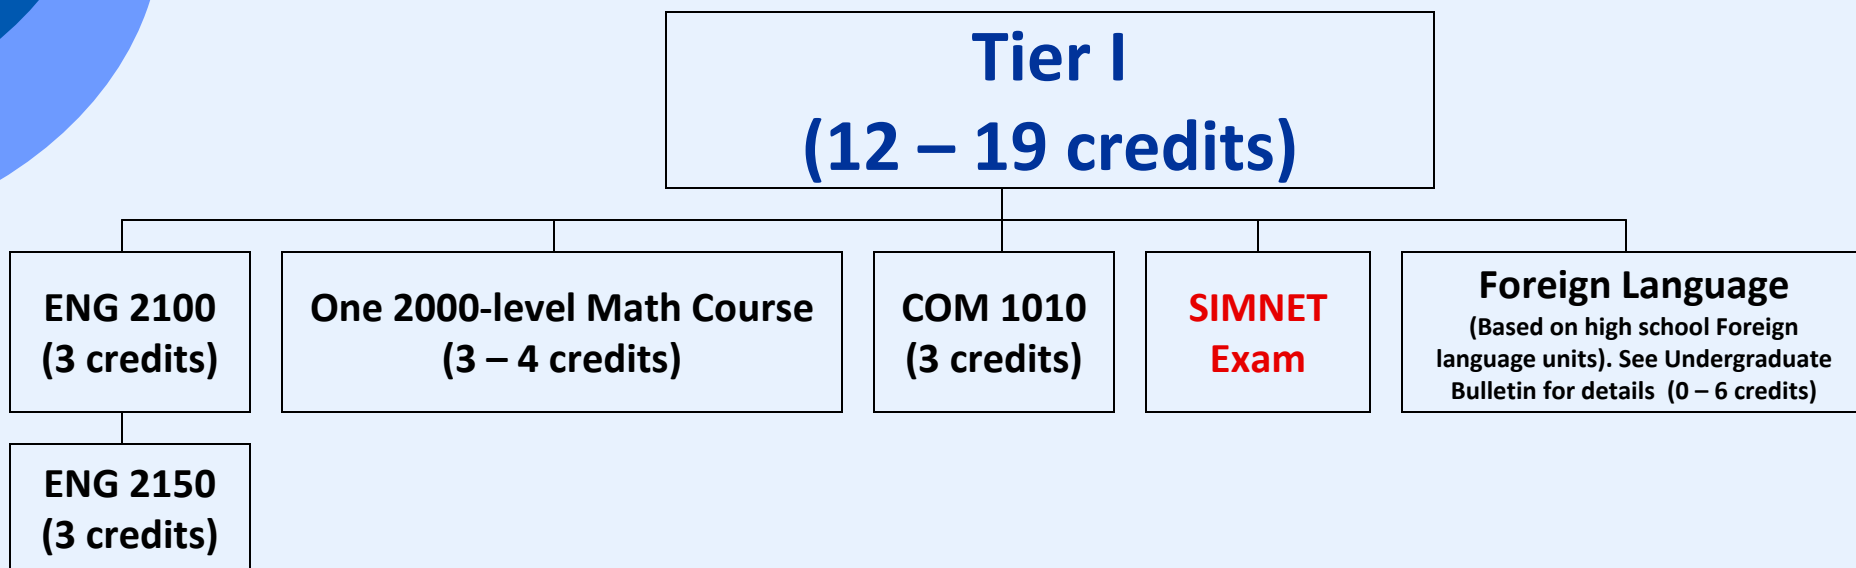 Tier I
(12 – 19 credits)
ENG 2100
(3 credits)
One 2000-level Math Course
(3 – 4 credits)
COM 1010
(3 credits)
SIMNET
Exam
Foreign Language
(Based on high school Foreign
language units). See Undergraduate
Bulletin for details  (0 – 6 credits)
ENG 2150
(3 credits)